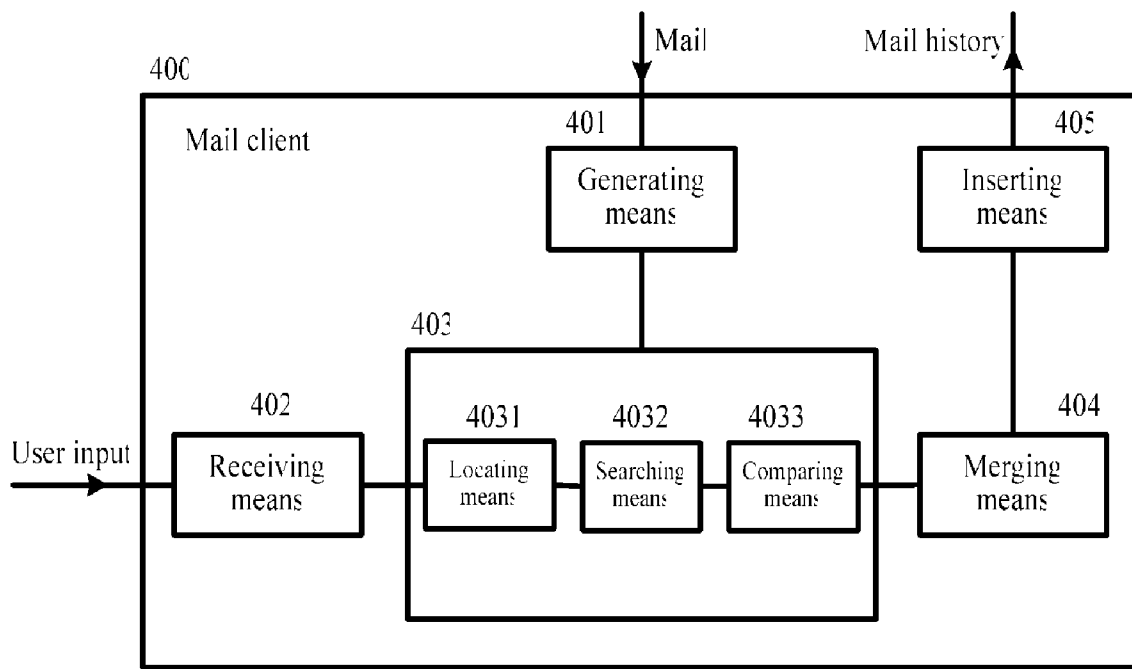 Mail
Mail history
400
401
405
Mail client
Generating
means
Inserting
means
403
402
4031
4032
4033
404
User input
Receiving
means
Locating
means
Searching
means
Comparing
means
Merging
means